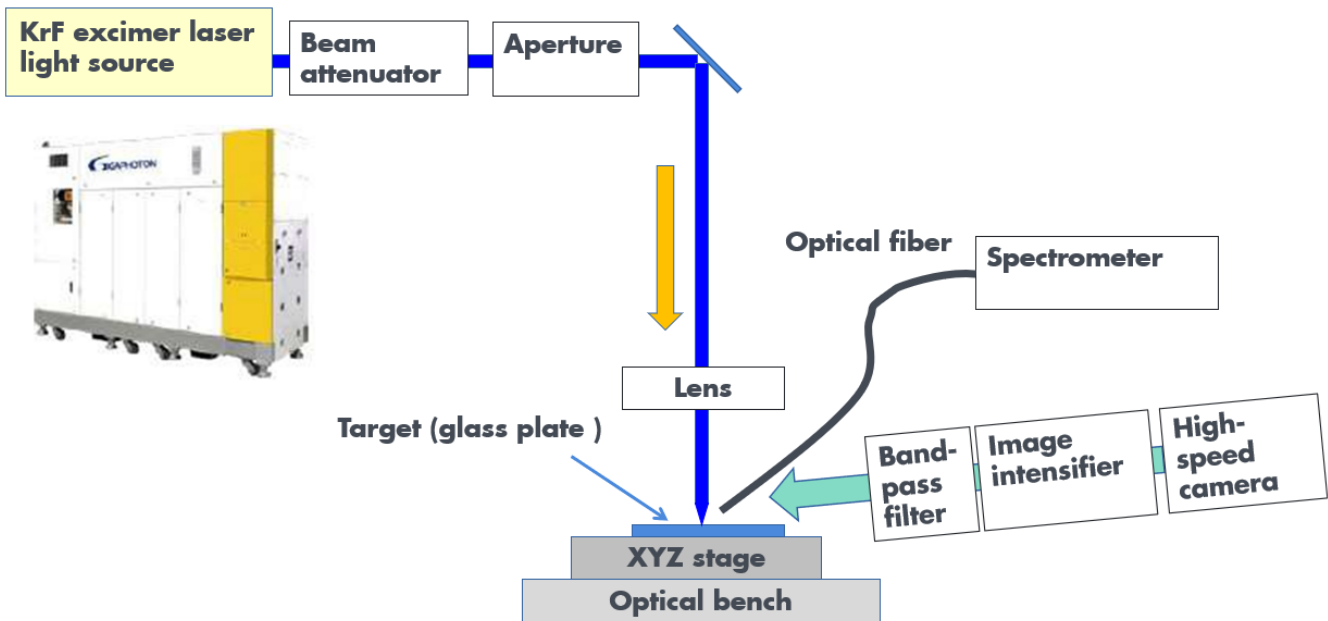 KrF excimer laser
light source
Beam
attenuator
Aperture
GIGAPHOTON
Optical fiber
Spectrometer
Lens
Target (glass plate )
Band-
pass
filter
Image
intensifier
High-
speed
camera
XYZ stage
Optical bench